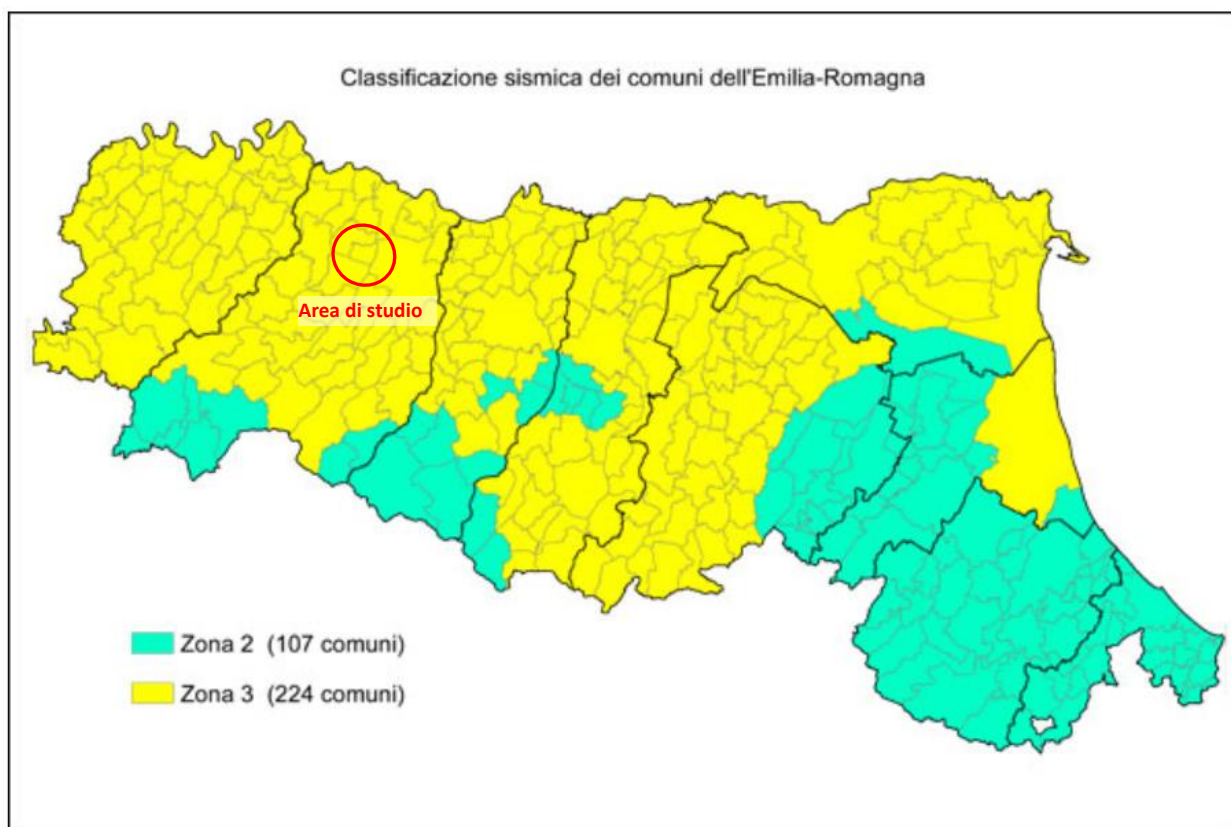 Classificazione sismica dei comuni dell'Emilia-Romagna
Area di studio
Zona 2 (107 comuni)
Zona 3 (224 comuni)